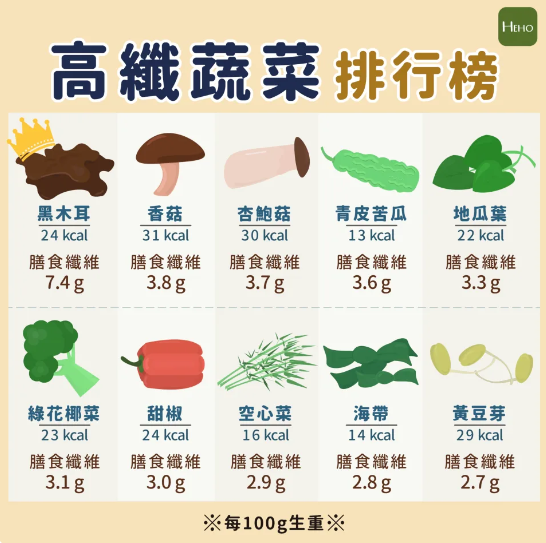 HEHO
高纖蔬菜排行榜
黑木耳
24 kcal
膳食纖維
7.4 g
香菇
31 kcal
膳食纖維
3.8 g
杏鮑菇
30 kcal
膳食纖維
3.7 g
青皮苦瓜
13 kcal
膳食纖維
3.6 g
地瓜葉
22 kcal
膳食纖維
3.3 g
綠花椰菜
23 kcal
膳食纖維
3.1 g
甜椒
24 kcal
膳食纖維
3.0 g
空心菜
16 kcal
膳食纖維
2.9 g
海帶
14 kcal
膳食纖維
2.8 g
黃豆芽
29 kcal
膳食纖維
2.7 g
※每100g生重※